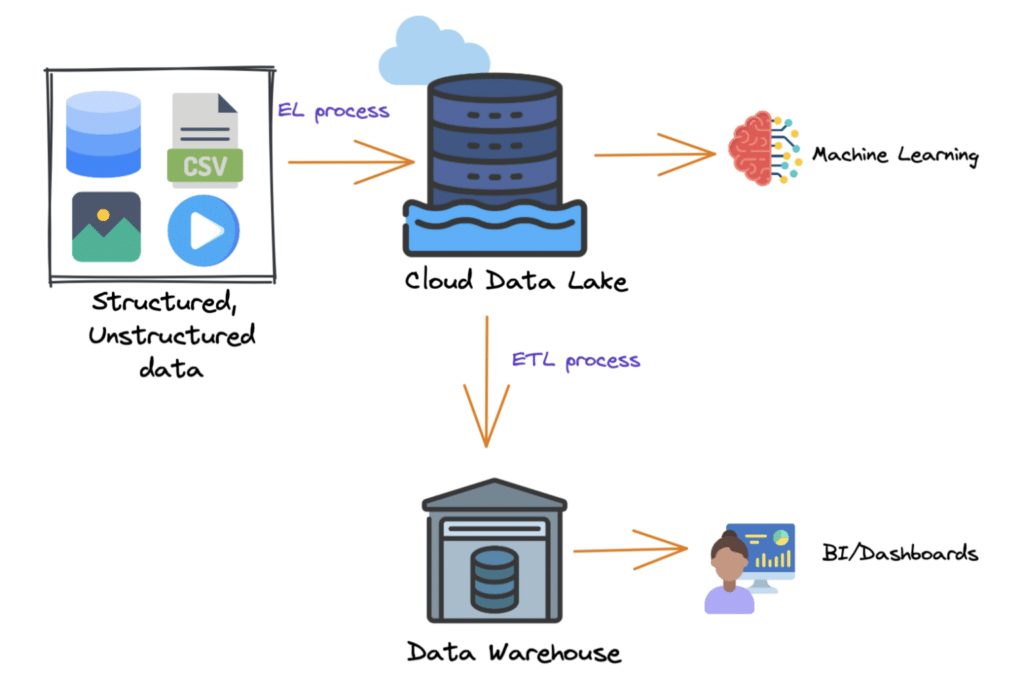 EL process
CSV
Machine Learning
Cloud Data Lake
Structured,
Unstructured
data
ETL process
BI/Dashboards
Data Warehouse